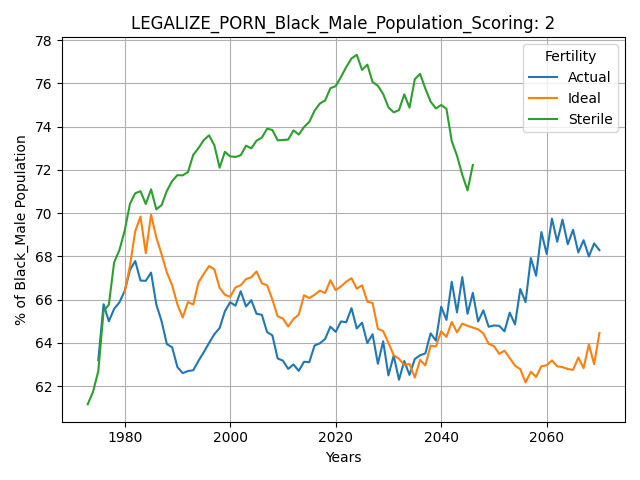 LEGALIZE_PORN_Black_Male_Population_Scoring: 2
% of Black_Male Population
78
76
74
72
70
68
66
64
62
Fertility
Actual
Ideal
Sterile
1980
2000
2020
2040
2060
Years